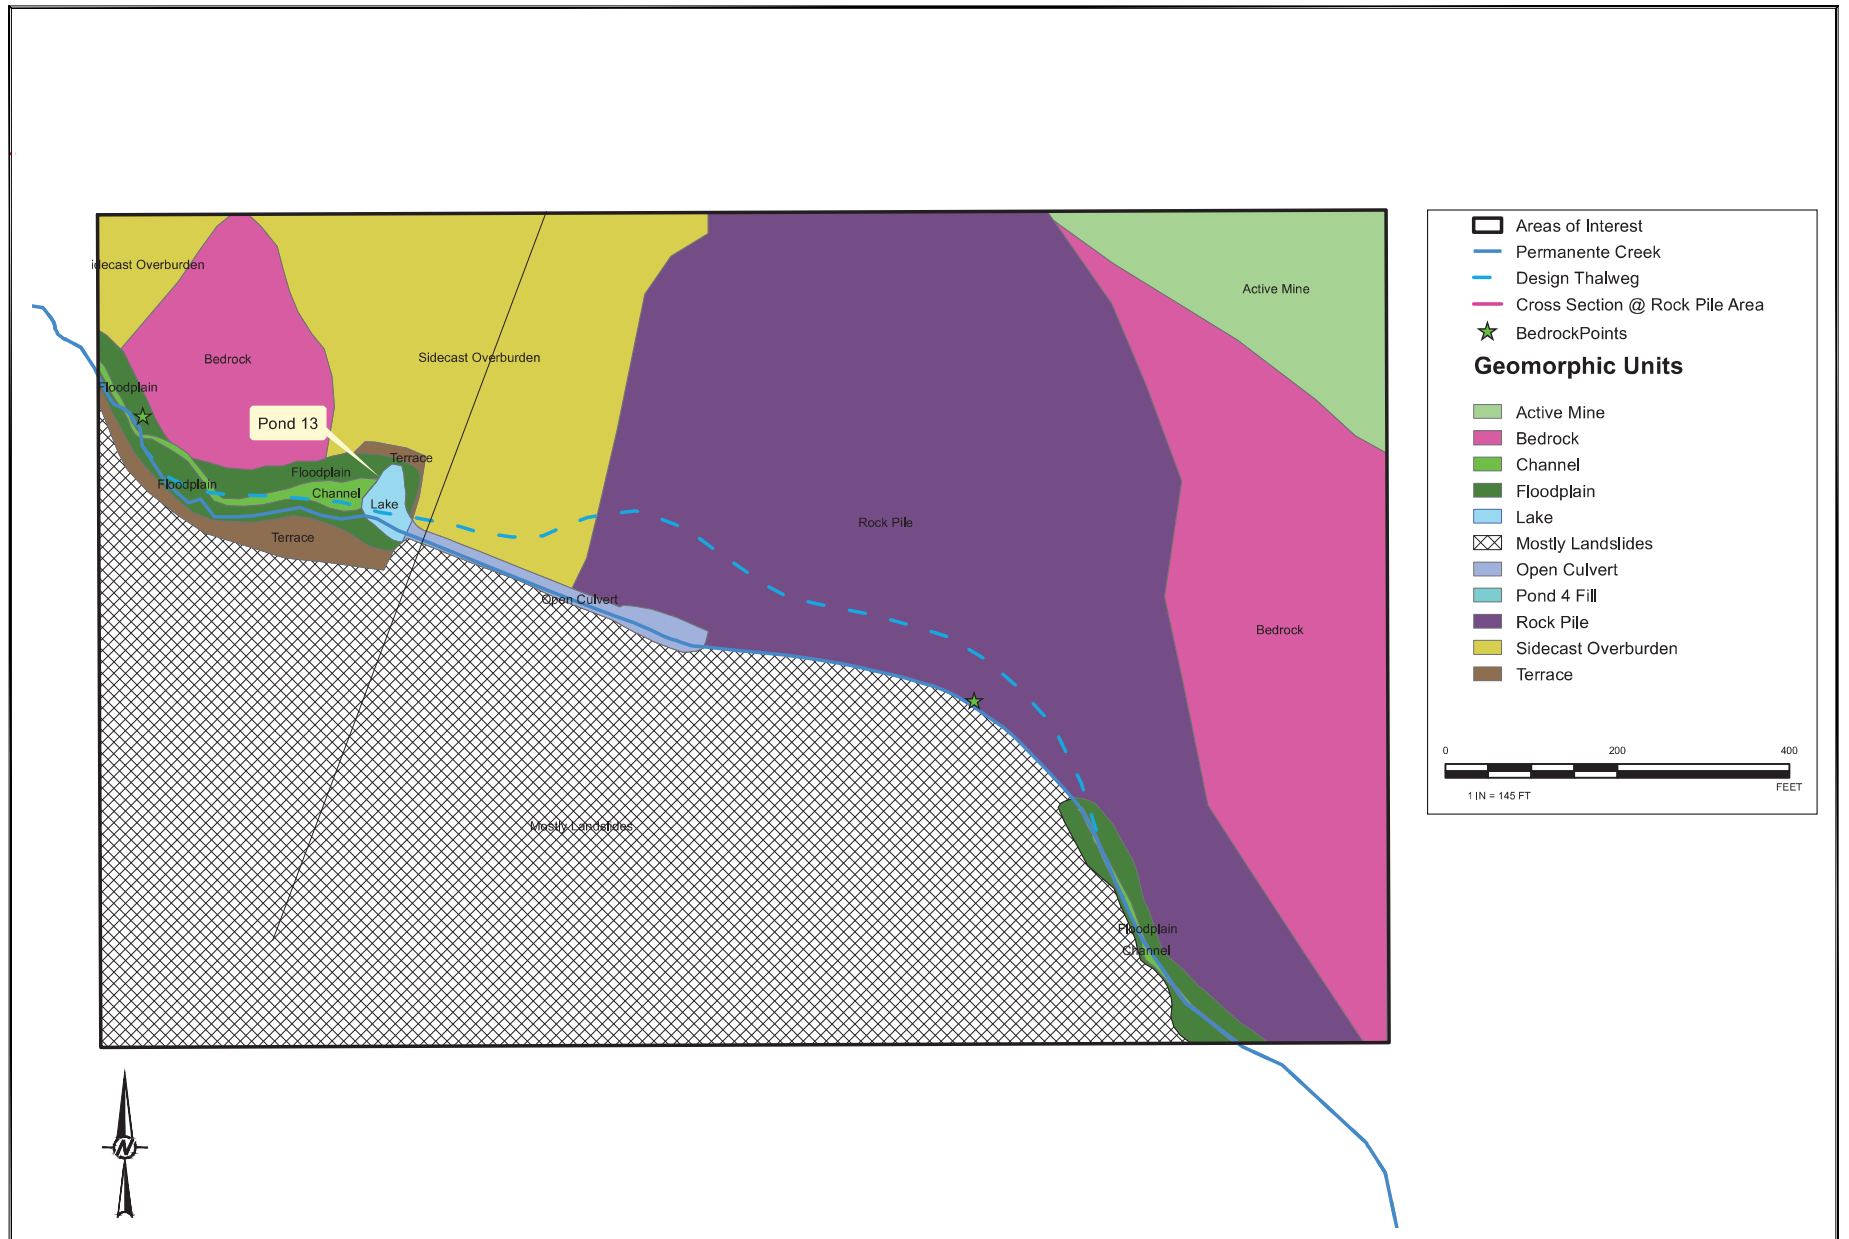 idecast Overburden
Active Mine
Bedrock
Sidecast Overburden
Floodplain
Pond 13
Terrace
Floodplain
Floodplain
Channel
Lake
Rock Pile
Terrace
Open Culvert
Bedrock
Mostly Landslides
Floodplain
Channel
N
Areas of Interest
Permanente Creek
Design Thalweg
Cross Section @ Rock Pile Area
BedrockPoints
Geomorphic Units
Active Mine
Bedrock
Channel
Floodplain
Lake
Mostly Landslides
Open Culvert
Pond 4 Fill
Rock Pile
Sidecast Overburden
Terrace
0 200 400
FEET
1 IN = 145 FT